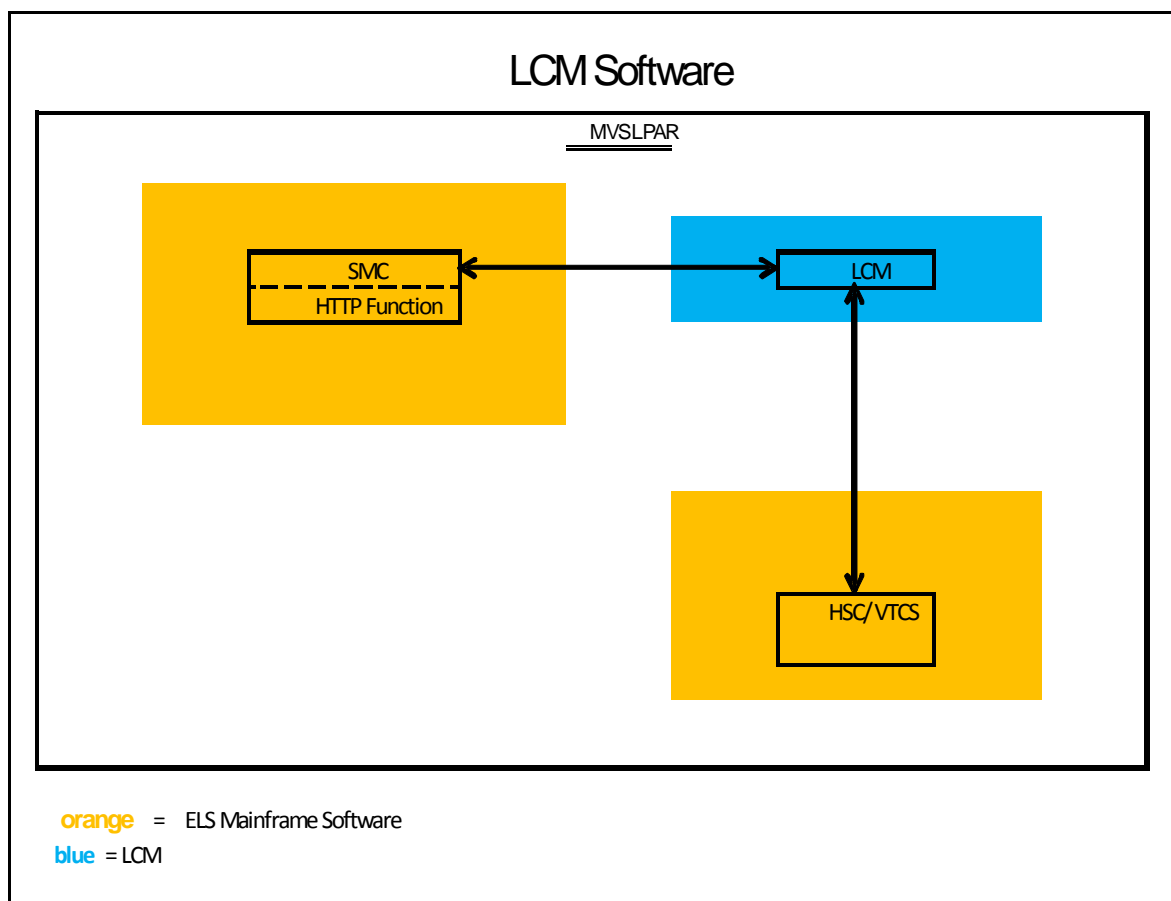 LCM Software
MVSLPAR
SMC
HTTP Function
LCM
HSC/ VTCS
orange = ELS Mainframe Software
blue = LCM